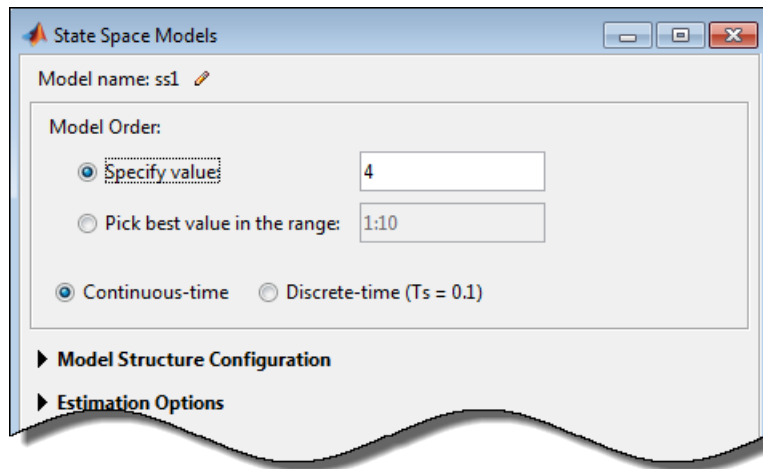 State Space Models
Model name: ss1
Model Order:
Specify value:
4
Pick best value in the range:
1:10
Continuous-time
Discrete-time (Ts = 0.1)
Model Structure Configuration
Estimation Options